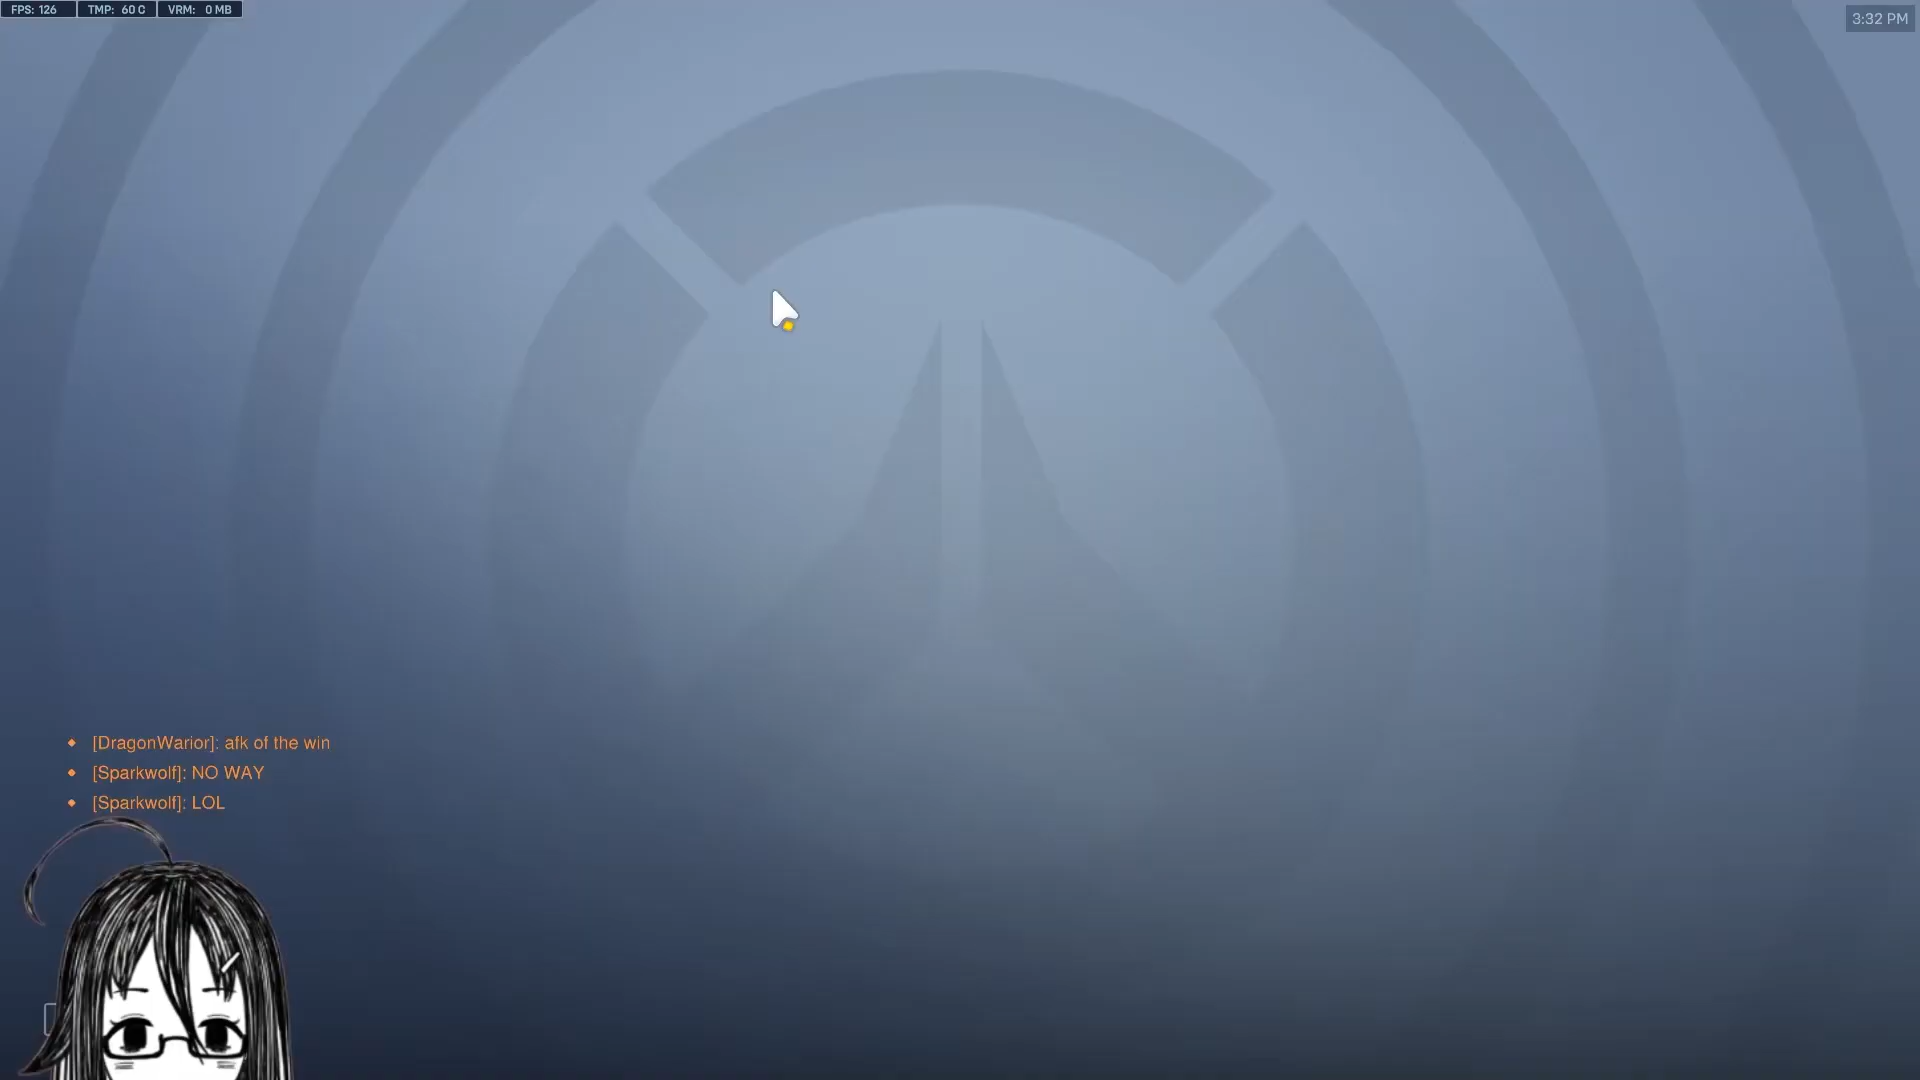 FPS: 126 TMP: 60 C VRM: 0 MB
3:32 PM
[DragonWarior]: afk of the win
[Sparkwolf]: NO WAY
[Sparkwolf]: LOL